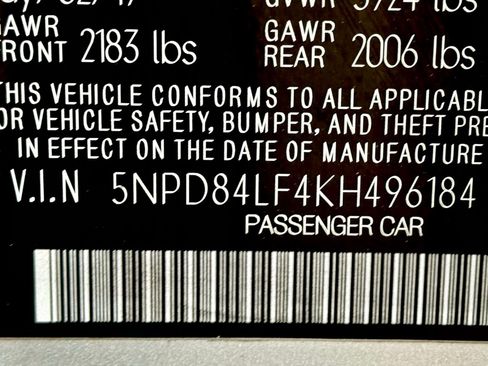 GAWR GAWR
FRONT 2183 lbs REAR 2006 lbs
THIS VEHICLE CONFORMS TO ALL APPLICABL
OR VEHICLE SAFETY, BUMPER, AND THEFT PRE
IN EFFECT ON THE DATE OF MANUFACTURE
V.I.N 5NPD84LF4KH496184
PASSENGER CAR